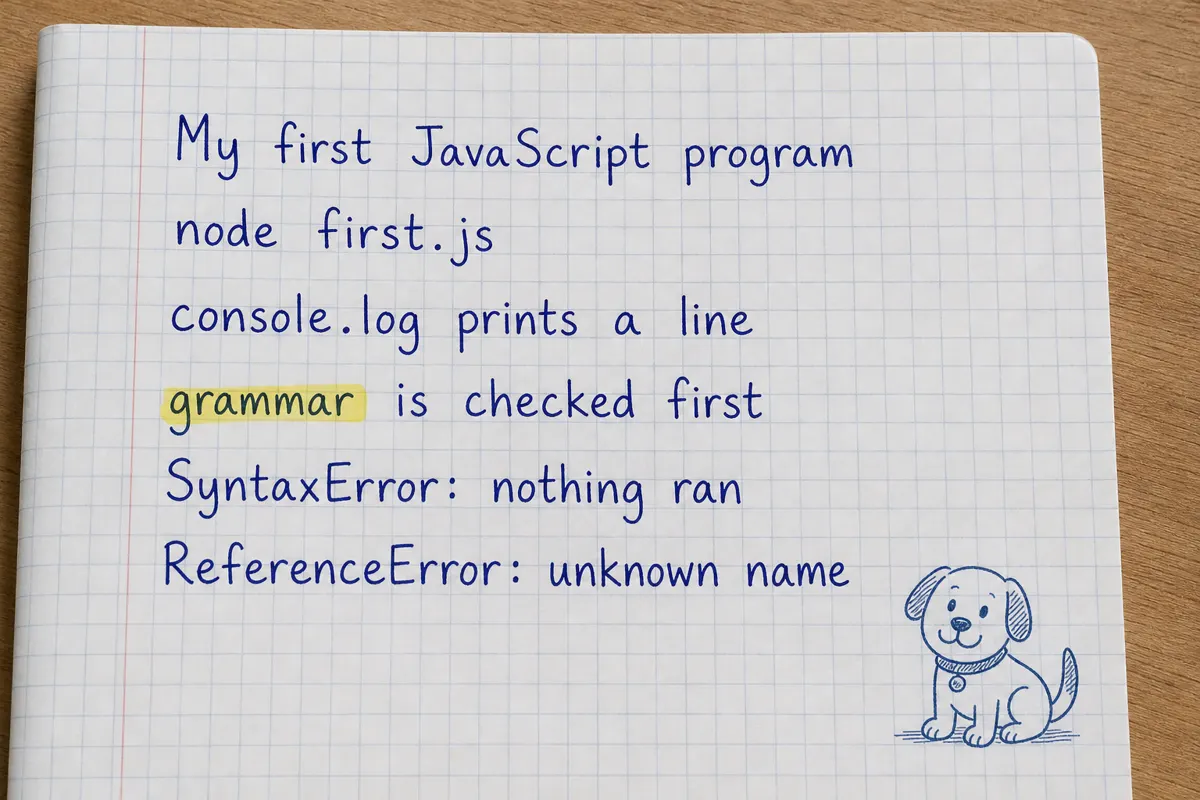 My first JavaScript program
node first.js
console.log prints a line
grammar is checked first
SyntaxError: nothing ran
ReferenceError: unknown name